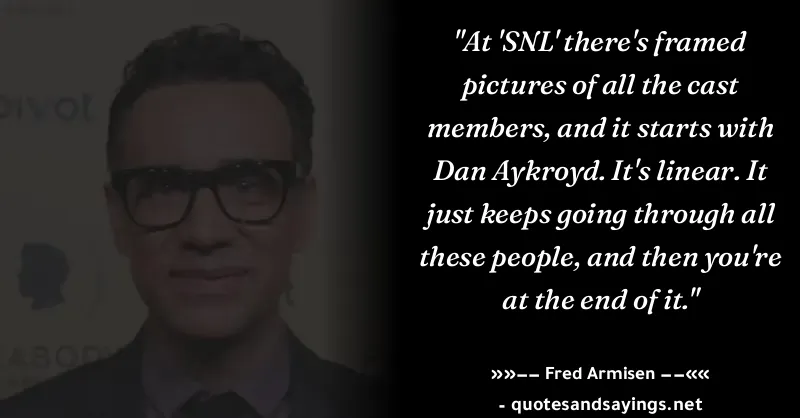 "At 'SNL' there's framed
pictures of all the cast
members, and it starts with
Dan Aykroyd. It's linear. It
just keeps going through all
these people, and then you're
at the end of it."
»»−− Fred Armisen −−««
- quotesandsayings.net